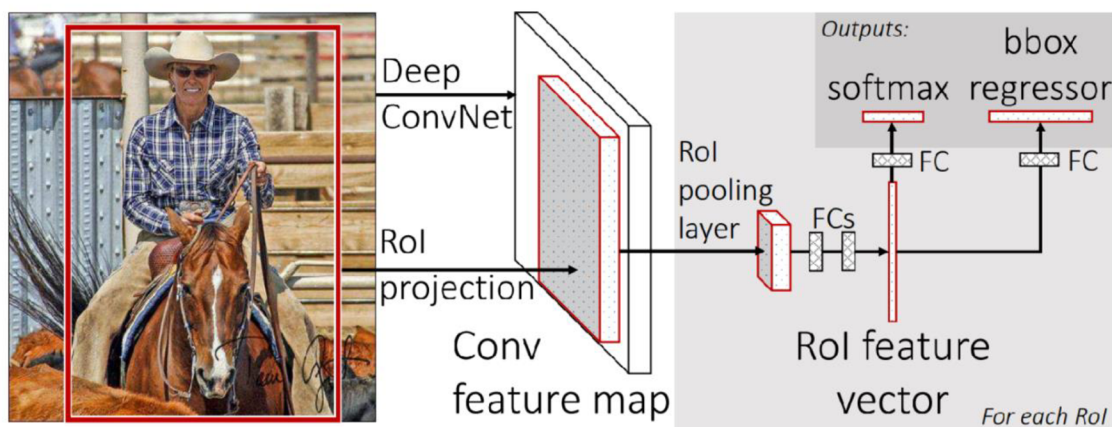 Deep
ConvNet
RoI
projection
Conv
feature map
RoI
pooling
layer
FCs
RoI feature
vector
Outputs:
softmax
bbox
regressor
FC
FC
For each RoI